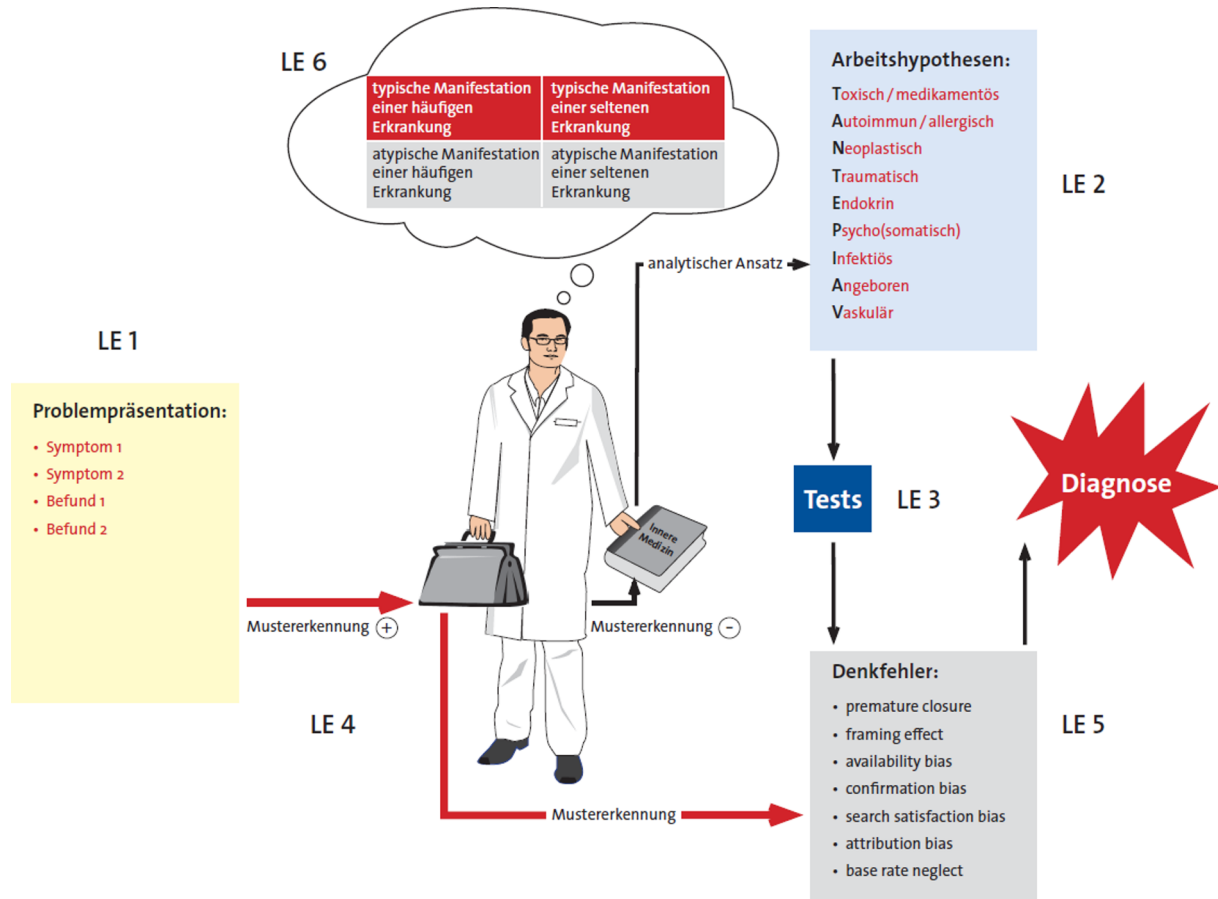 LE 6
typische Manifestation
einer häufigen
Erkrankung
typische Manifestation
einer seltenen
Erkrankung
atypische Manifestation
einer häufigen
Erkrankung
atypische Manifestation
einer seltenen
Erkrankung
Arbeitshypothesen:
Toxisch / medikamentös
Autoimmun / allergisch
Neoplastisch
Traumatisch
Endokrin
Psycho(somatisch)
Infektiös
Angeboren
Vaskulär
LE 2
analytischer Ansatz
LE 1
Problempräsentation:
• Symptom 1
• Symptom 2
• Befund 1
• Befund 2
Innere
Medizin
Tests
LE 3
Diagnose
Mustererkennung +
Mustererkennung -
LE 4
Mustererkennung
Denkfehler:
• premature closure
• framing effect
• availability bias
• confirmation bias
• search satisfaction bias
• attribution bias
• base rate neglect
LE 5